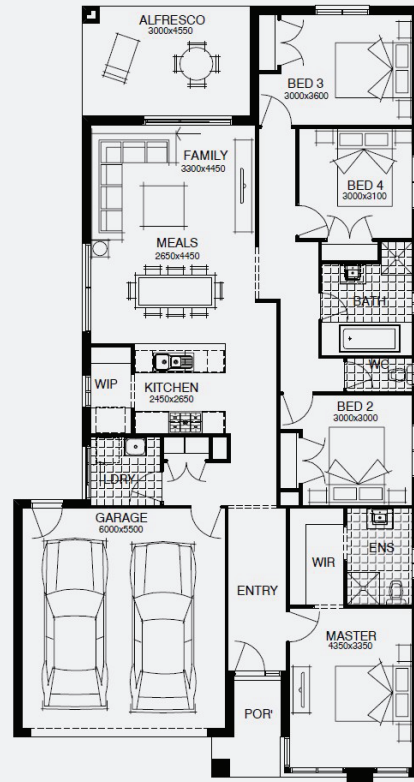 ALFRESCO
3000x4550
BED 3
3000x3600
FAMILY
3300x4450
BED 4
3000x3100
MEALS
2650x4450
BATH
WC
WIP
KITCHEN
2450x2650
BED 2
3000x3000
LDRY
GARAGE
6000x5500
WIR
ENS
ENTRY
MASTER
4350x3350
POR'